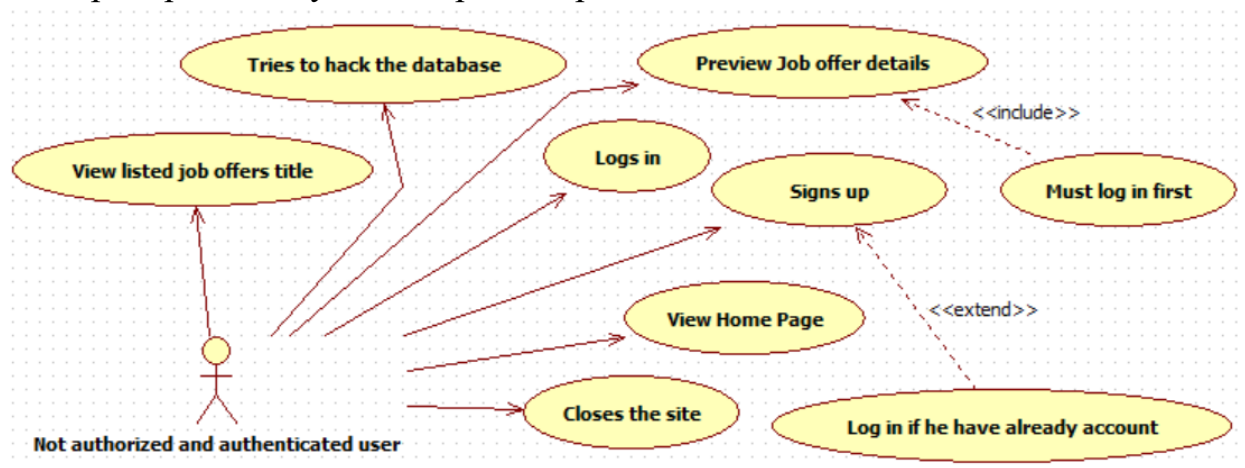 Tries to hack the database
Preview Job offer details
<<include>>
View listed job offers title
Logs in
Signs up
Must log in first
View Home Page
<<extend>>
Closes the site
Log in if he have already account
Not authorized and authenticated user